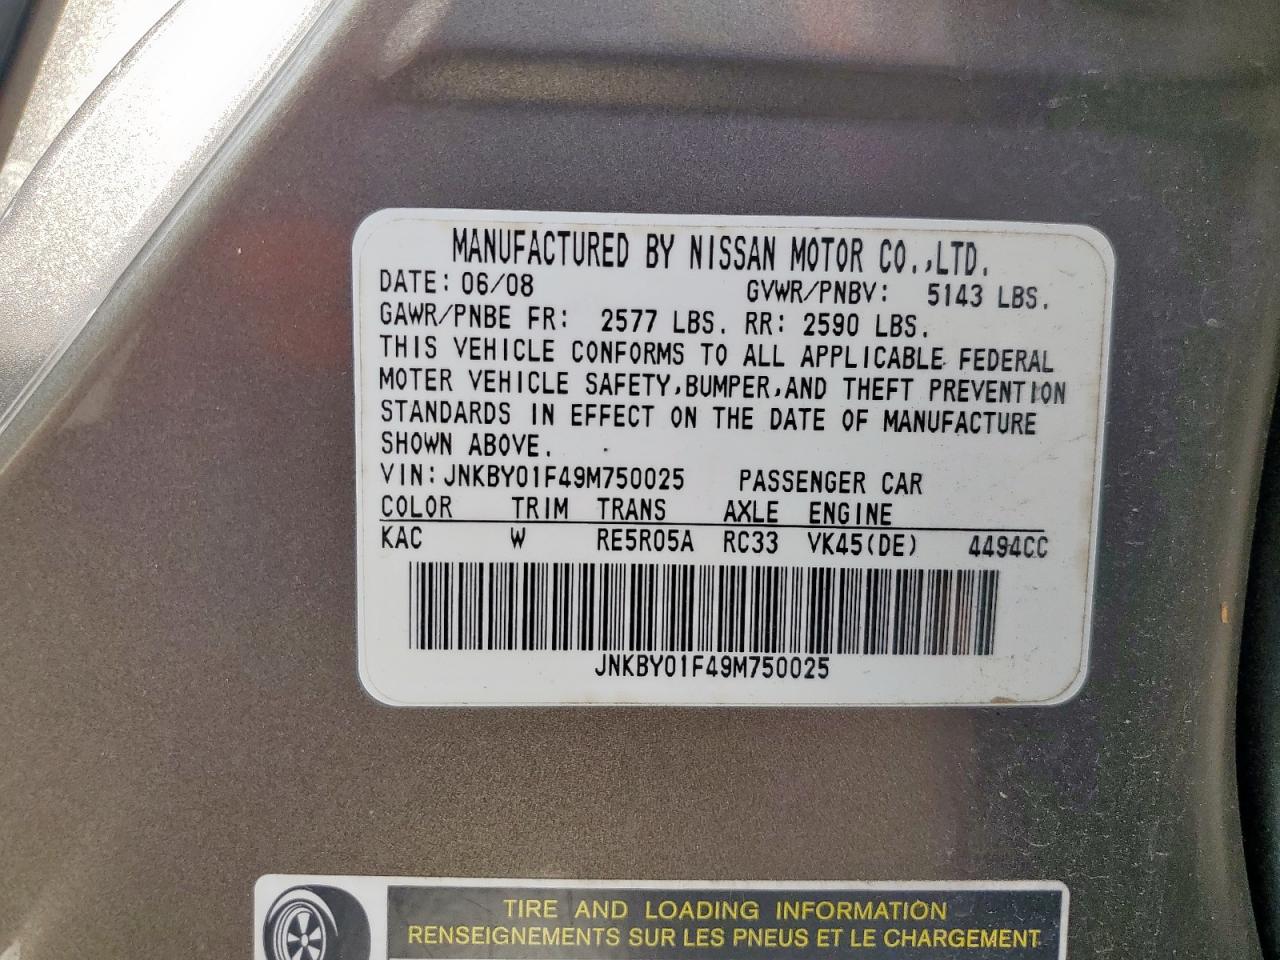 MANUFACTURED BY NISSAN MOTOR CO.,LTD.
DATE: 06/08 GVWR/PNBV: 5143 LBS.
GAWR/PNBE FR: 2577 LBS. RR: 2590 LBS.
THIS VEHICLE CONFORMS TO ALL APPLICABLE FEDERAL
MOTER VEHICLE SAFETY,BUMPER,AND THEFT PREVENTION
STANDARDS IN EFFECT ON THE DATE OF MANUFACTURE
SHOWN ABOVE.
VIN:JNKBY01F49M750025 PASSENGER CAR
COLOR TRIM TRANS AXLE ENGINE
KAC W RE5R05A RC33 VK45(DE) 4494CC
JNKBY01F49M750025
TIRE AND LOADING INFORMATION
RENSEIGNEMENTS SUR LES PNEUS ET LE CHARGEMENT